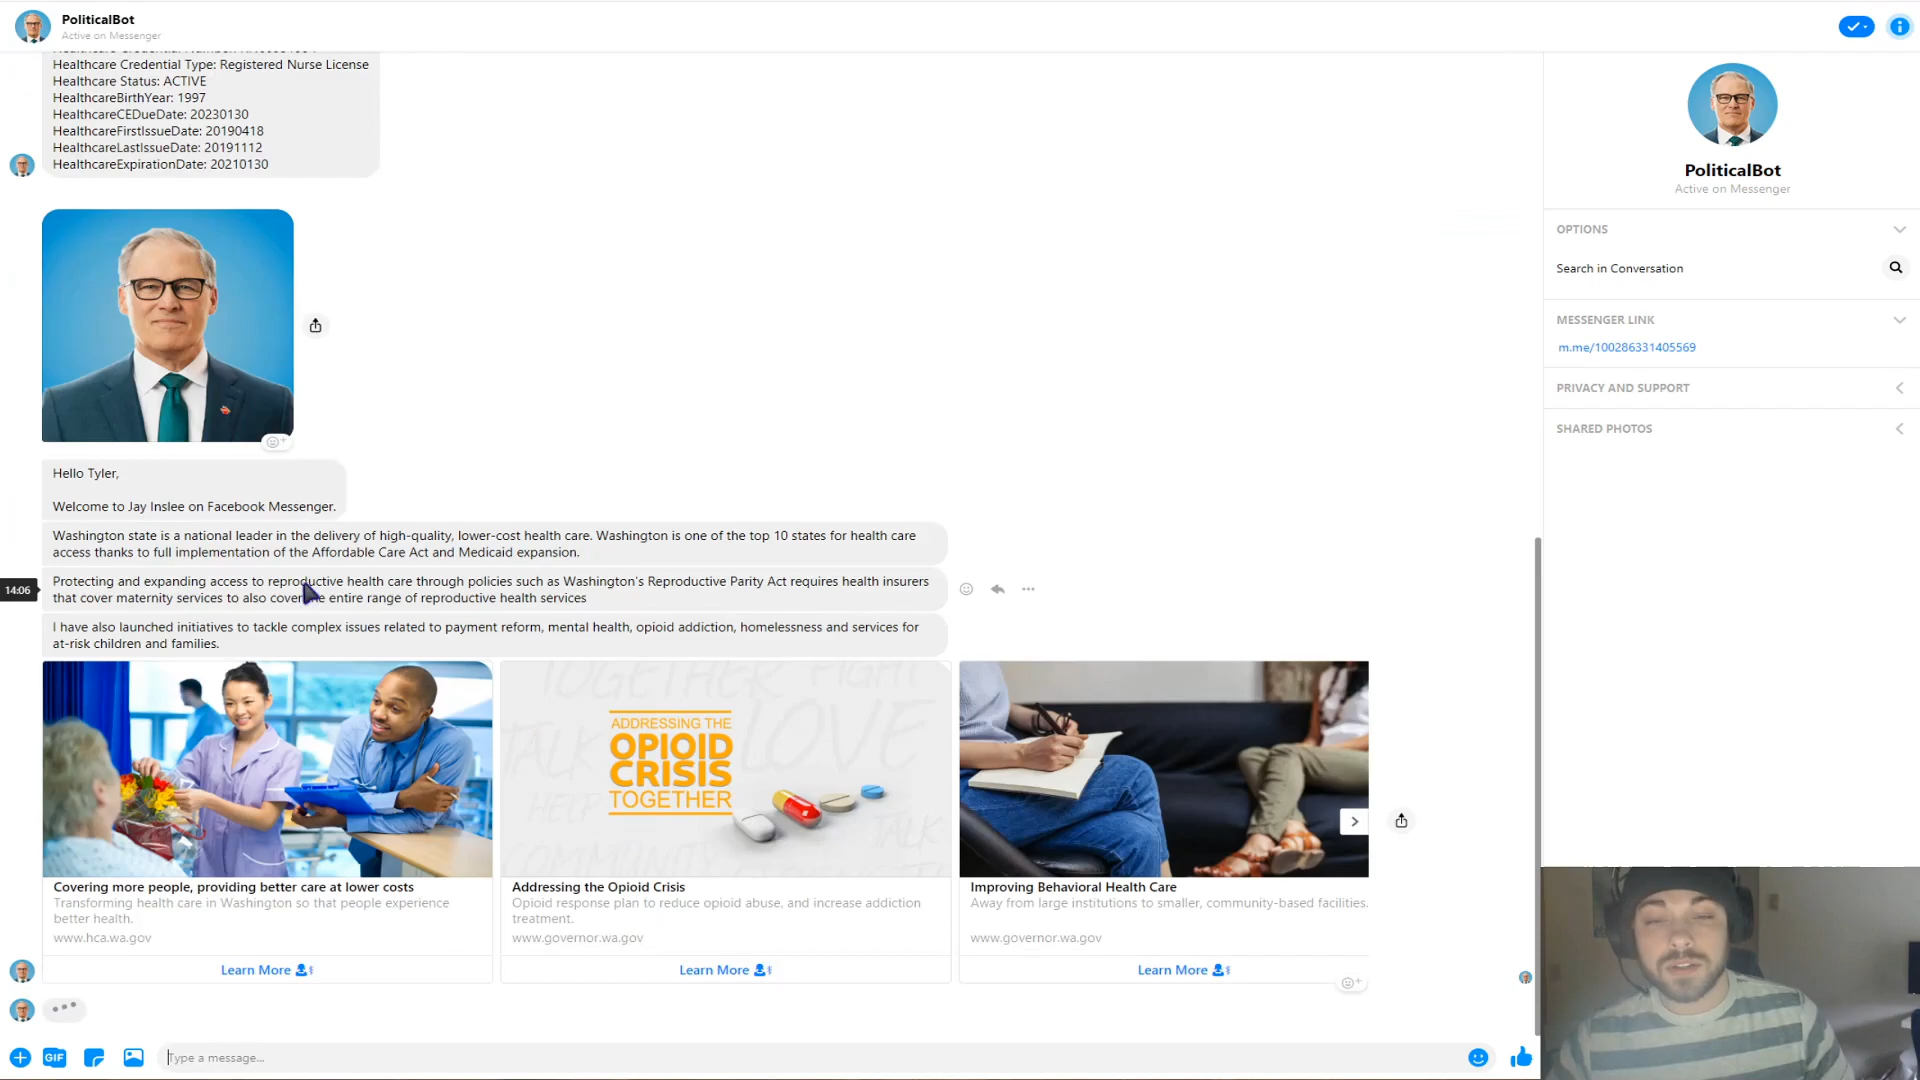 PoliticalBot
Active on Messenger
Healthcare Credential Type: Registered Nurse License
Healthcare Status: ACTIVE
HealthcareBirthYear: 1997
HealthcareCEDueDate: 20230130
HealthcareFirstIssueDate: 20190418
HealthcareLastIssueDate: 20191112
HealthcareExpirationDate: 20210130
Hello Tyler,
Welcome to Jay Inslee on Facebook Messenger.
Washington state is a national leader in the delivery of high-quality, lower-cost health care. Washington is one of the top 10 states for health care
access thanks to full implementation of the Affordable Care Act and Medicaid expansion.
14:06
Protecting and expanding access to reproductive health care through policies such as Washington's Reproductive Parity Act requires health insurers
that cover maternity services to also cover the entire range of reproductive health services
I have also launched initiatives to tackle complex issues related to payment reform, mental health, opioid addiction, homelessness and services for
at-risk children and families.
TOGETHER FIGHT
TALK
LOVE
HELP
TALK
COMMUNITY
ADDRESSING THE
OPIOID
CRISIS
TOGETHER
Covering more people, providing better care at lower costs
Transforming health care in Washington so that people experience
better health.
www.hca.wa.gov
Learn More
Addressing the Opioid Crisis
Opioid response plan to reduce opioid abuse, and increase addiction
treatment.
www.governor.wa.gov
Learn More
Improving Behavioral Health Care
Away from large institutions to smaller, community-based facilities.
www.governor.wa.gov
Learn More
GIF
Type a message...
PoliticalBot
Active on Messenger
OPTIONS
Search in Conversation
MESSENGER LINK
m.me/100286331405569
PRIVACY AND SUPPORT
SHARED PHOTOS